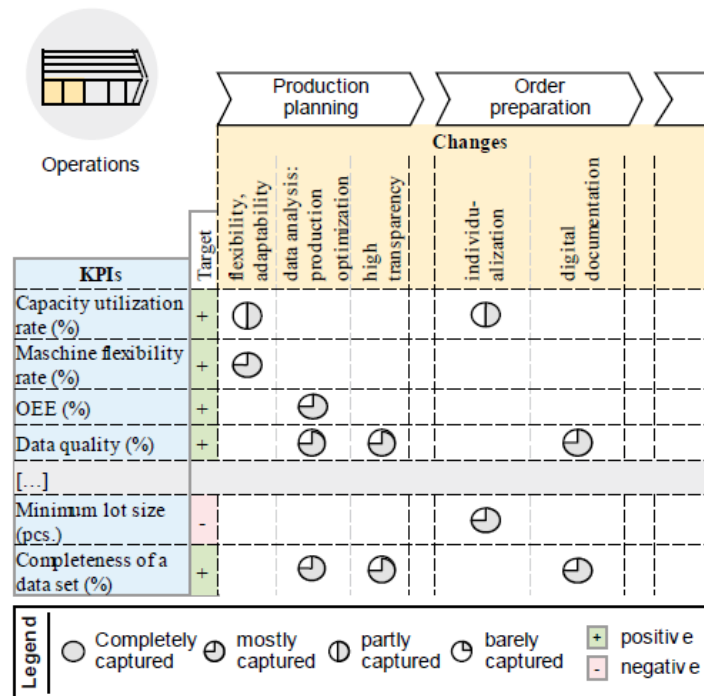 Production
planning
Order
preparation
Operations
Changes
KPIs
Target
flexibility,
adaptability
data analysis:
production
optimization
high
transparency
individu-
alization
digital
documentation
Capacity utilization
rate (%)
+
Maschine flexibility
rate (%)
+
OEE (%)
+
Data quality (%)
+
[...]
Minimum lot size
(pcs.)
-
Completeness of a
data set (%)
+
Legend
Completely
captured
mostly
captured
partly
captured
barely
captured
+ positive
- negative